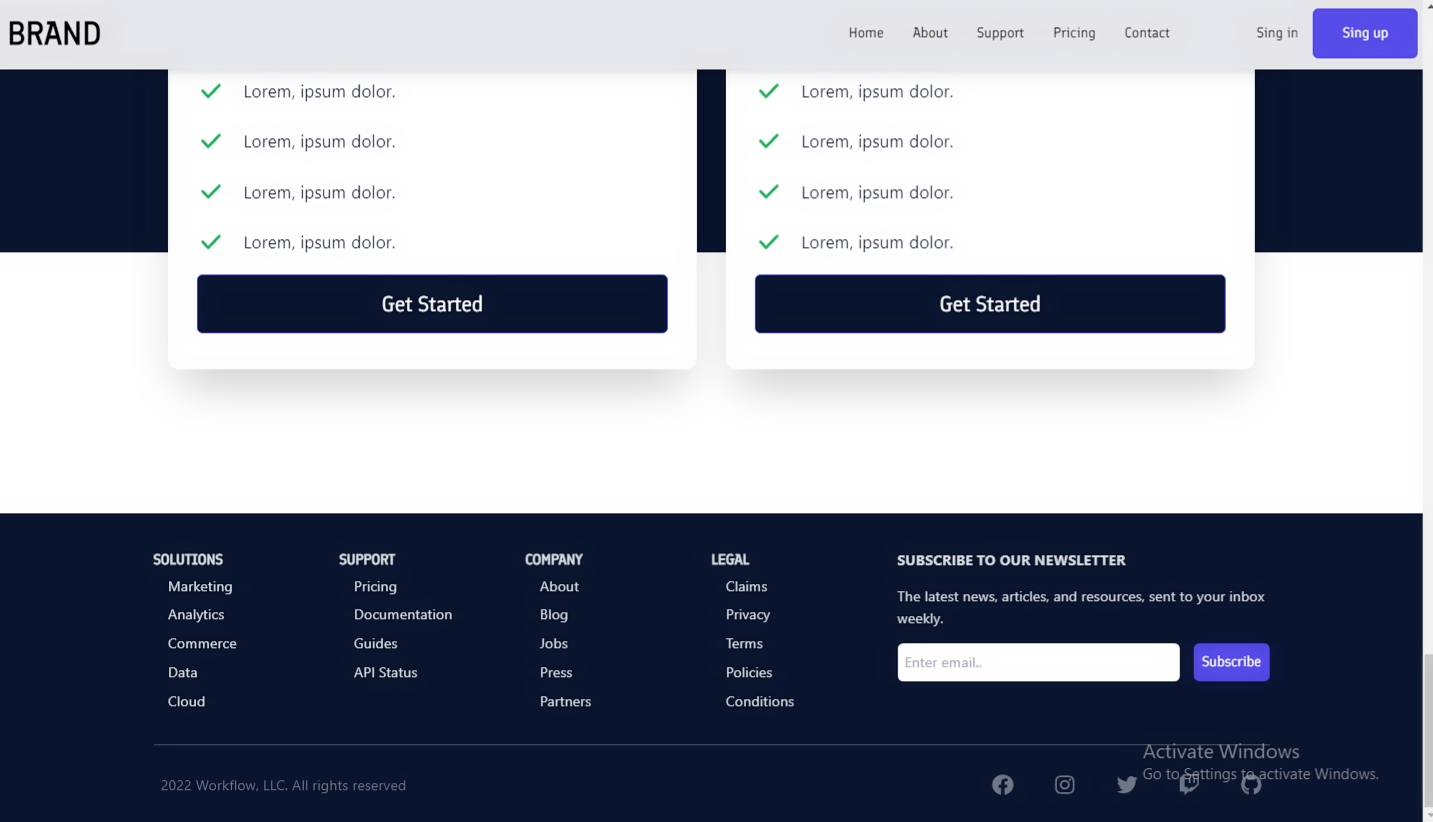 BRAND
Home About Support Pricing Contact Sing in Sing up
Lorem, ipsum dolor. Lorem, ipsum dolor.
Lorem, ipsum dolor. Lorem, ipsum dolor.
Lorem, ipsum dolor. Lorem, ipsum dolor.
Lorem, ipsum dolor. Lorem, ipsum dolor.
Get Started Get Started
SOLUTIONS
Marketing
Analytics
Commerce
Data
Cloud
SUPPORT
Pricing
Documentation
Guides
API Status
COMPANY
About
Blog
Jobs
Press
Partners
LEGAL
Claims
Privacy
Terms
Policies
Conditions
SUBSCRIBE TO OUR NEWSLETTER
The latest news, articles, and resources, sent to your inbox
weekly.
Enter email.. Subscribe
2022 Workflow, LLC. All rights reserved
Activate Windows
Go to Settings to activate Windows.